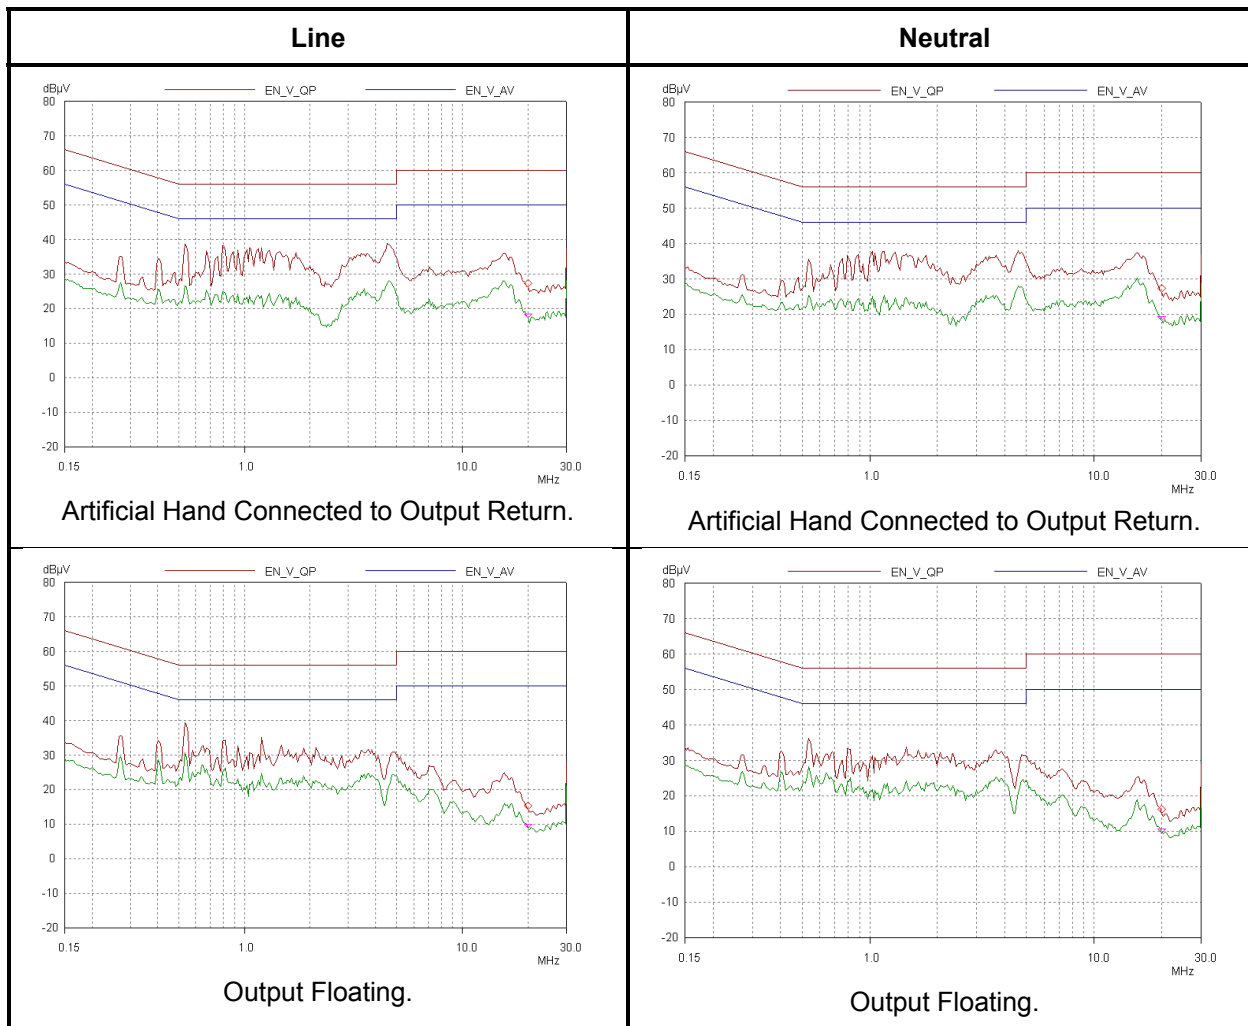 Line
Neutral
dBµV EN_V_QP EN_V_AV
80
70
60
50
40
30
20
10
0
-10
-20
0.15 1.0 10.0 30.0
MHz
Artificial Hand Connected to Output Return.
dBµV EN_V_QP EN_V_AV
80
70
60
50
40
30
20
10
0
-10
-20
0.15 1.0 10.0 30.0
MHz
Artificial Hand Connected to Output Return.
dBµV EN_V_QP EN_V_AV
80
70
60
50
40
30
20
10
0
-10
-20
0.15 1.0 10.0 30.0
MHz
Output Floating.
dBµV EN_V_QP EN_V_AV
80
70
60
50
40
30
20
10
0
-10
-20
0.15 1.0 10.0 30.0
MHz
Output Floating.